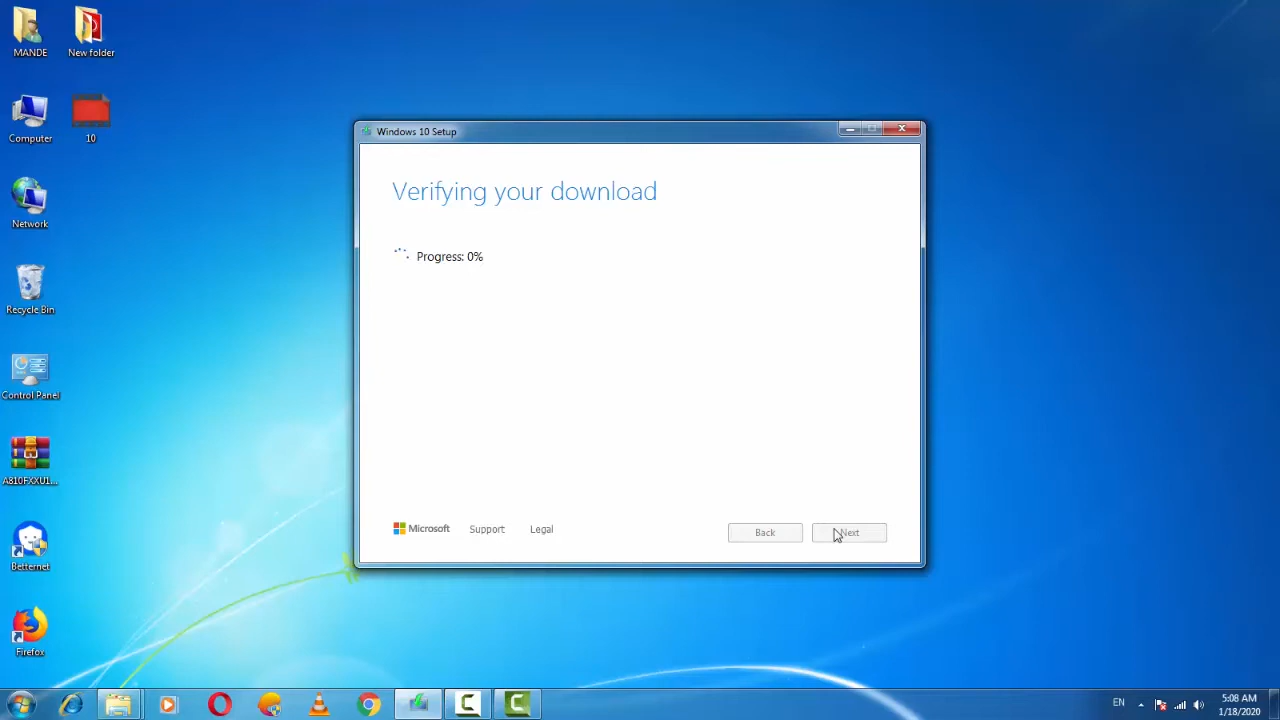 MANDE
New folder
Computer
10
Network
Recycle Bin
Control Panel
A810FXXU1...
Betternet
Firefox
Windows 10 Setup
Verifying your download
Progress: 0%
Microsoft
Support
Legal
Back
Next
EN
5:08 AM
1/18/2020